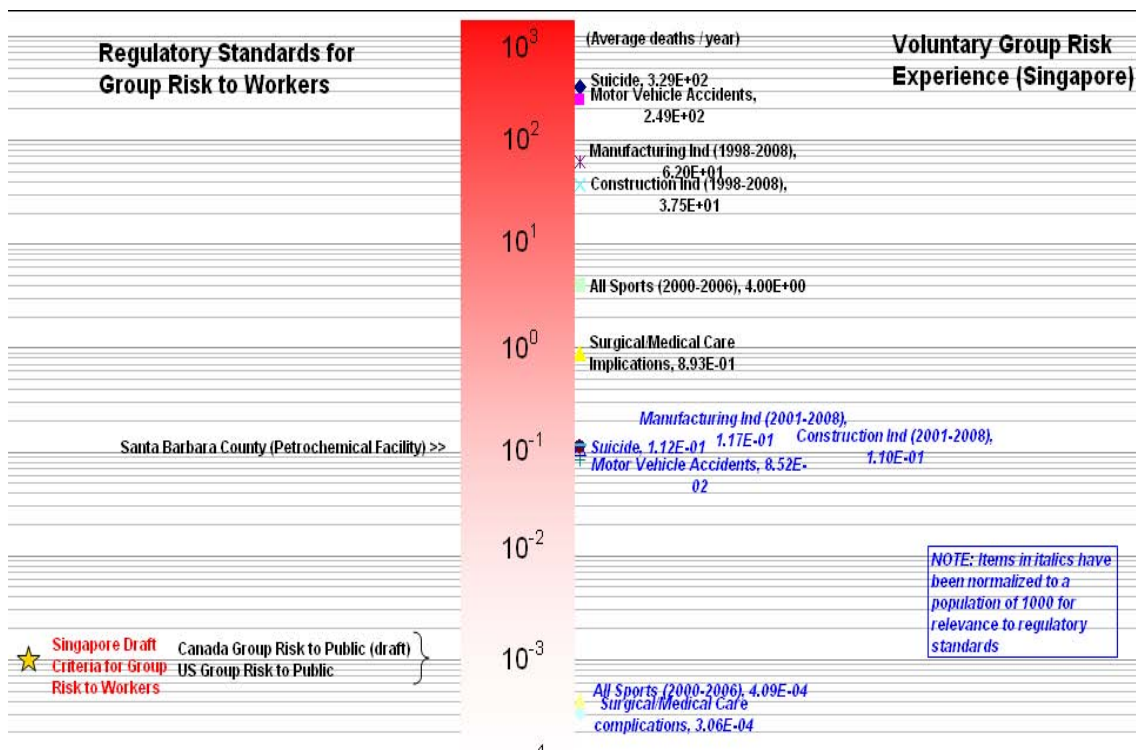 Regulatory Standards for
Group Risk to Workers
10³
10²
10¹
10⁰
10⁻¹
10⁻²
10⁻³
(Average deaths / year)
Voluntary Group Risk
Experience (Singapore)
Suicide, 3.29E+02
Motor Vehicle Accidents,
2.49E+02
Manufacturing Ind (1998-2008),
6.20E+01
Construction Ind (1998-2008),
3.75E+01
All Sports (2000-2006), 4.00E+00
Surgical/Medical Care
Implications, 8.93E-01
Santa Barbara County (Petrochemical Facility) >>
Manufacturing Ind (2001-2008),
1.17E-01
Construction Ind (2001-2008),
1.10E-01
Suicide, 1.12E-01
Motor Vehicle Accidents, 8.52E-
02
NOTE: Items in italics have
been normalized to a
population of 1000 for
relevance to regulatory
standards
Singapore Draft
Criteria for Group
Risk to Workers
Canada Group Risk to Public (draft)
US Group Risk to Public
All Sports (2000-2006), 4.09E-04
Surgical/Medical Care
complications, 3.06E-04